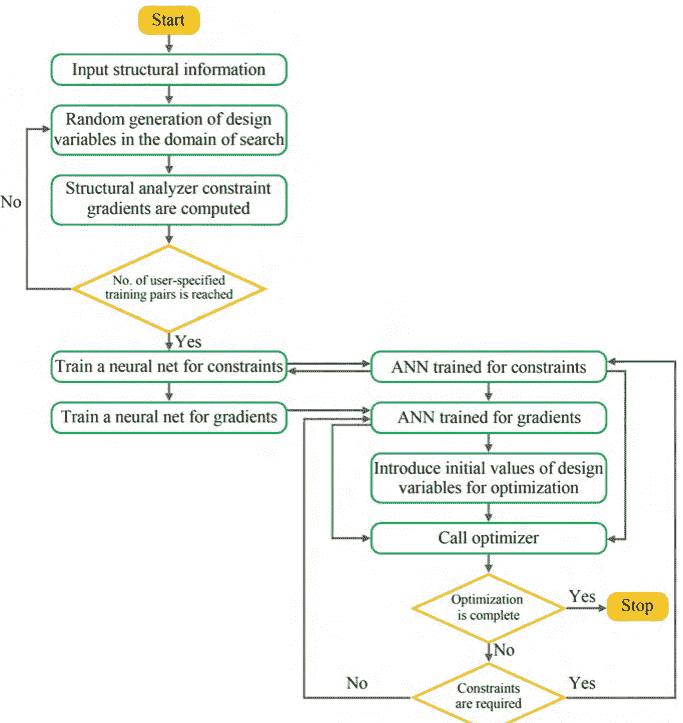 Start
Input structural information
Random generation of design
variables in the domain of search
No
Structural analyzer constraint
gradients are computed
No. of user-specified
training pairs is reached
Yes
Train a neural net for constraints
ANN trained for constraints
Train a neural net for gradients
ANN trained for gradients
Introduce initial values of design
variables for optimization
Call optimizer
Optimization
is complete
Yes
Stop
No
No
Constraints
are required
Yes